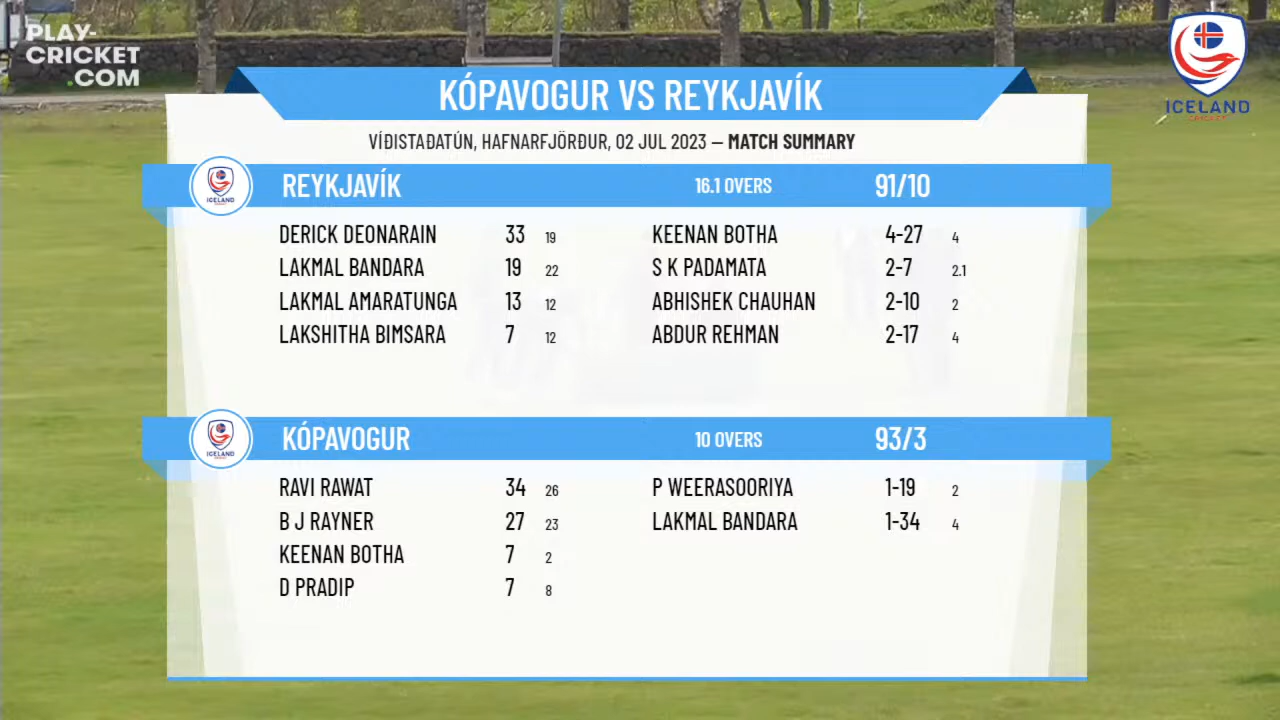 PLAY-
CRICKET
.COM
ICELAND
CRICKET
KÓPAVOGUR VS REYKJAVÍK
VÍÐISTAÐATÚN, HAFNARFJÖRÐUR, 02 JUL 2023 – MATCH SUMMARY
ICELAND
REYKJAVÍK 16.1 OVERS 91/10
DERICK DEONARAIN 33 19 KEENAN BOTHA 4-27 4
LAKMAL BANDARA 19 22 S K PADAMATA 2-7 2.1
LAKMAL AMARATUNGA 13 12 ABHISHEK CHAUHAN 2-10 2
LAKSHITHA BIMSARA 7 12 ABDUR REHMAN 2-17 4
ICELAND
KÓPAVOGUR 10 OVERS 93/3
RAVI RAWAT 34 26 P WEERASOORIYA 1-19 2
B J RAYNER 27 23 LAKMAL BANDARA 1-34 4
KEENAN BOTHA 7 2
D PRADIP 7 8